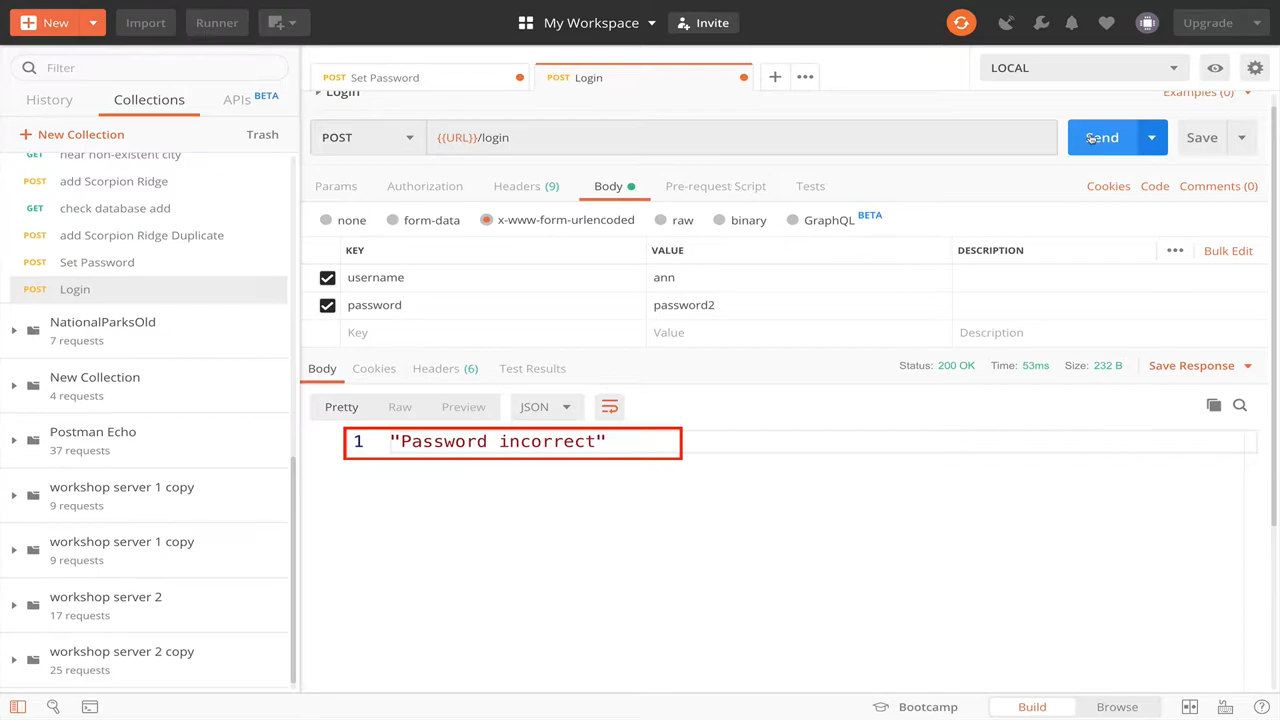 New
Import
Runner
My Workspace
Invite
Upgrade
Filter
POST Set Password
POST Login
LOCAL
History
Collections
APIs BETA
Login
Examples (0)
New Collection
Trash
POST
{{URL}}/login
Send
Save
GET near non-existent city
POST add Scorpion Ridge
GET check database add
POST add Scorpion Ridge Duplicate
POST Set Password
POST Login
NationalParksOld
7 requests
New Collection
4 requests
Postman Echo
37 requests
workshop server 1 copy
9 requests
workshop server 1 copy
9 requests
workshop server 2
17 requests
workshop server 2 copy
25 requests
Params
Authorization
Headers (9)
Body
Pre-request Script
Tests
Cookies
Code
Comments (0)
none
form-data
x-www-form-urlencoded
raw
binary
GraphQL BETA
KEY
VALUE
DESCRIPTION
Bulk Edit
username
ann
password
password2
Key
Value
Description
Body
Cookies
Headers (6)
Test Results
Status: 200 OK
Time: 53ms
Size: 232 B
Save Response
Pretty
Raw
Preview
JSON
1 "Password incorrect"
Bootcamp
Build
Browse